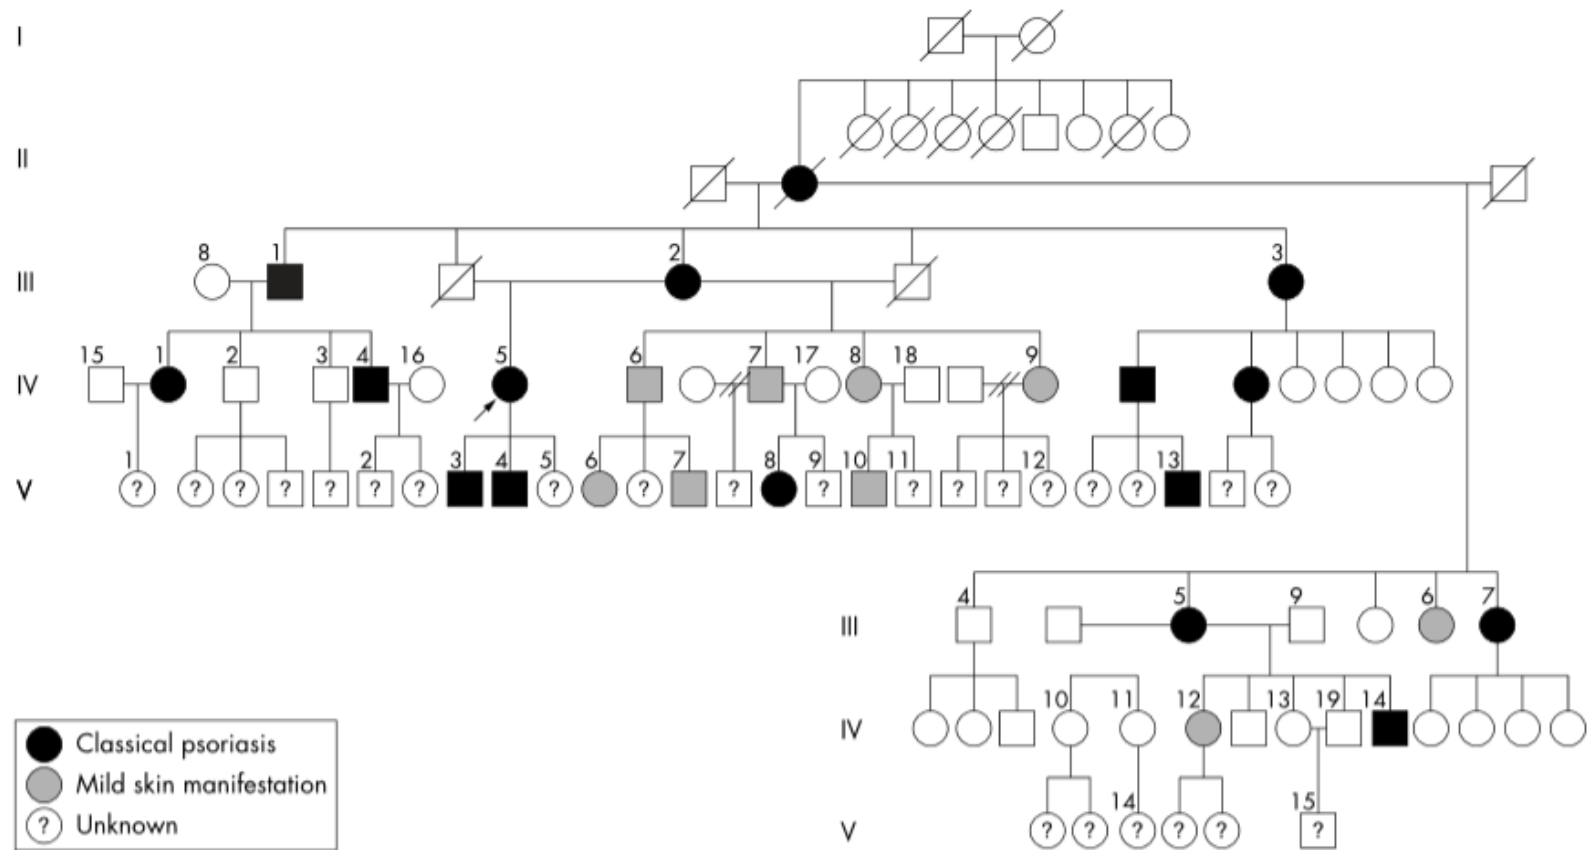 I
II
8 1 2 3
III
15 1 2 3 4 16 5 6 7 17 8 18 9
IV
1 2 3 4 5 6 7 8 9 10 11 12 13
V ? ? ? ? ? ? ? ? ? ? ? ? ? ? ? ? ? ?
4 5 9 6 7
III
10 11 12 13 19 14
IV
Classical psoriasis
Mild skin manifestation
14 15
? Unknown
V ? ? ? ? ? ?